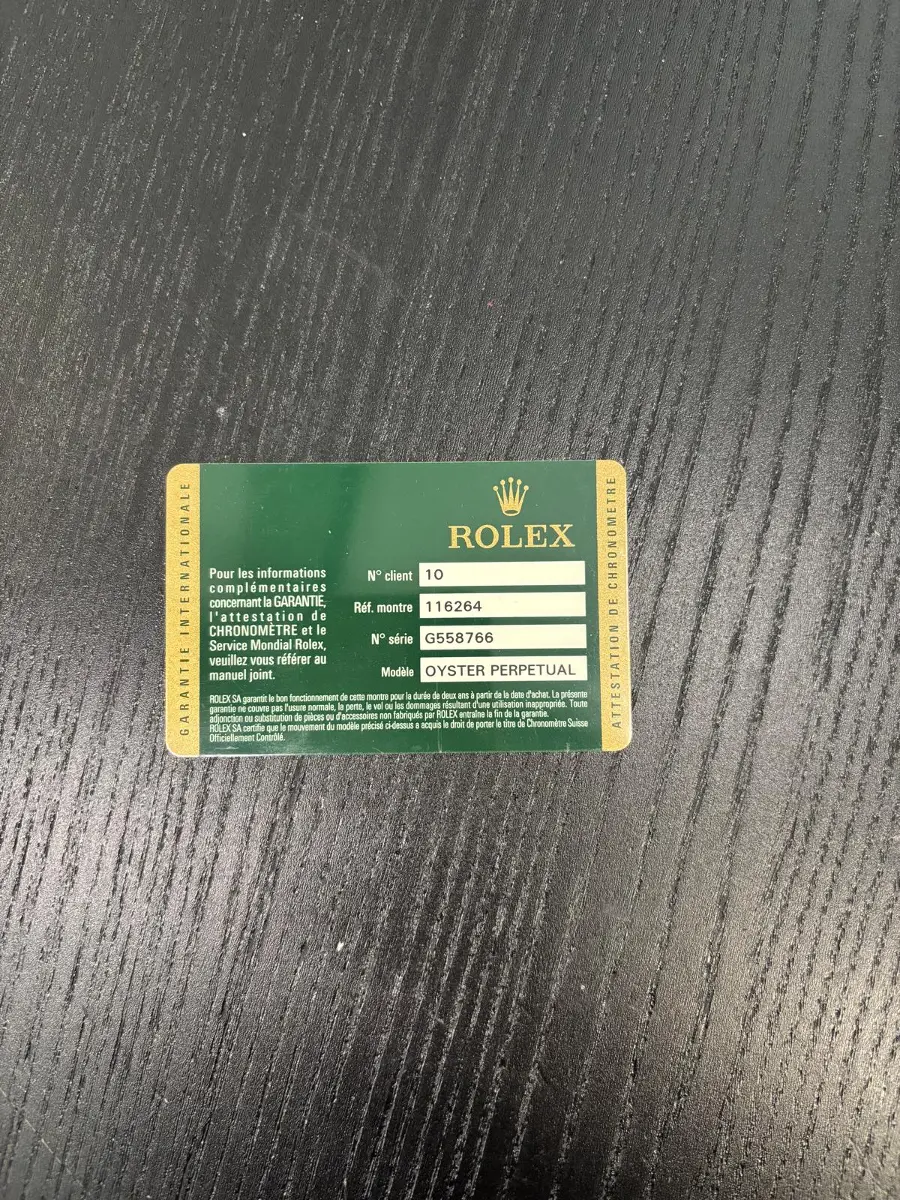 GARANTIE INTERNATIONALE
ROLEX
Pour les informations
complémentaires
concernant la GARANTIE,
l'attestation de
CHRONOMÈTRE et le
Service Mondial Rolex,
veuillez vous référer au
manuel joint.
N° client 10
Réf. montre 116264
N° série G558766
Modèle OYSTER PERPETUAL
ROLEX SA garantit le bon fonctionnement de cette montre pour la durée de deux ans à partir de la date d'achat. La présente
garantie ne couvre pas l'usure normale, la perte, le vol ou les dommages résultant d'une utilisation inappropriée. Toute
adjonction ou substitution de pièces ou d'accessoires non fabriqués par ROLEX entraîne la fin de la garantie.
ROLEX SA certifie que le mouvement du modèle précisé ci-dessus a acquis le droit de porter le titre de Chronomètre Suisse
Officiellement Contrôlé.
ATTESTATION DE CHRONOMETRE